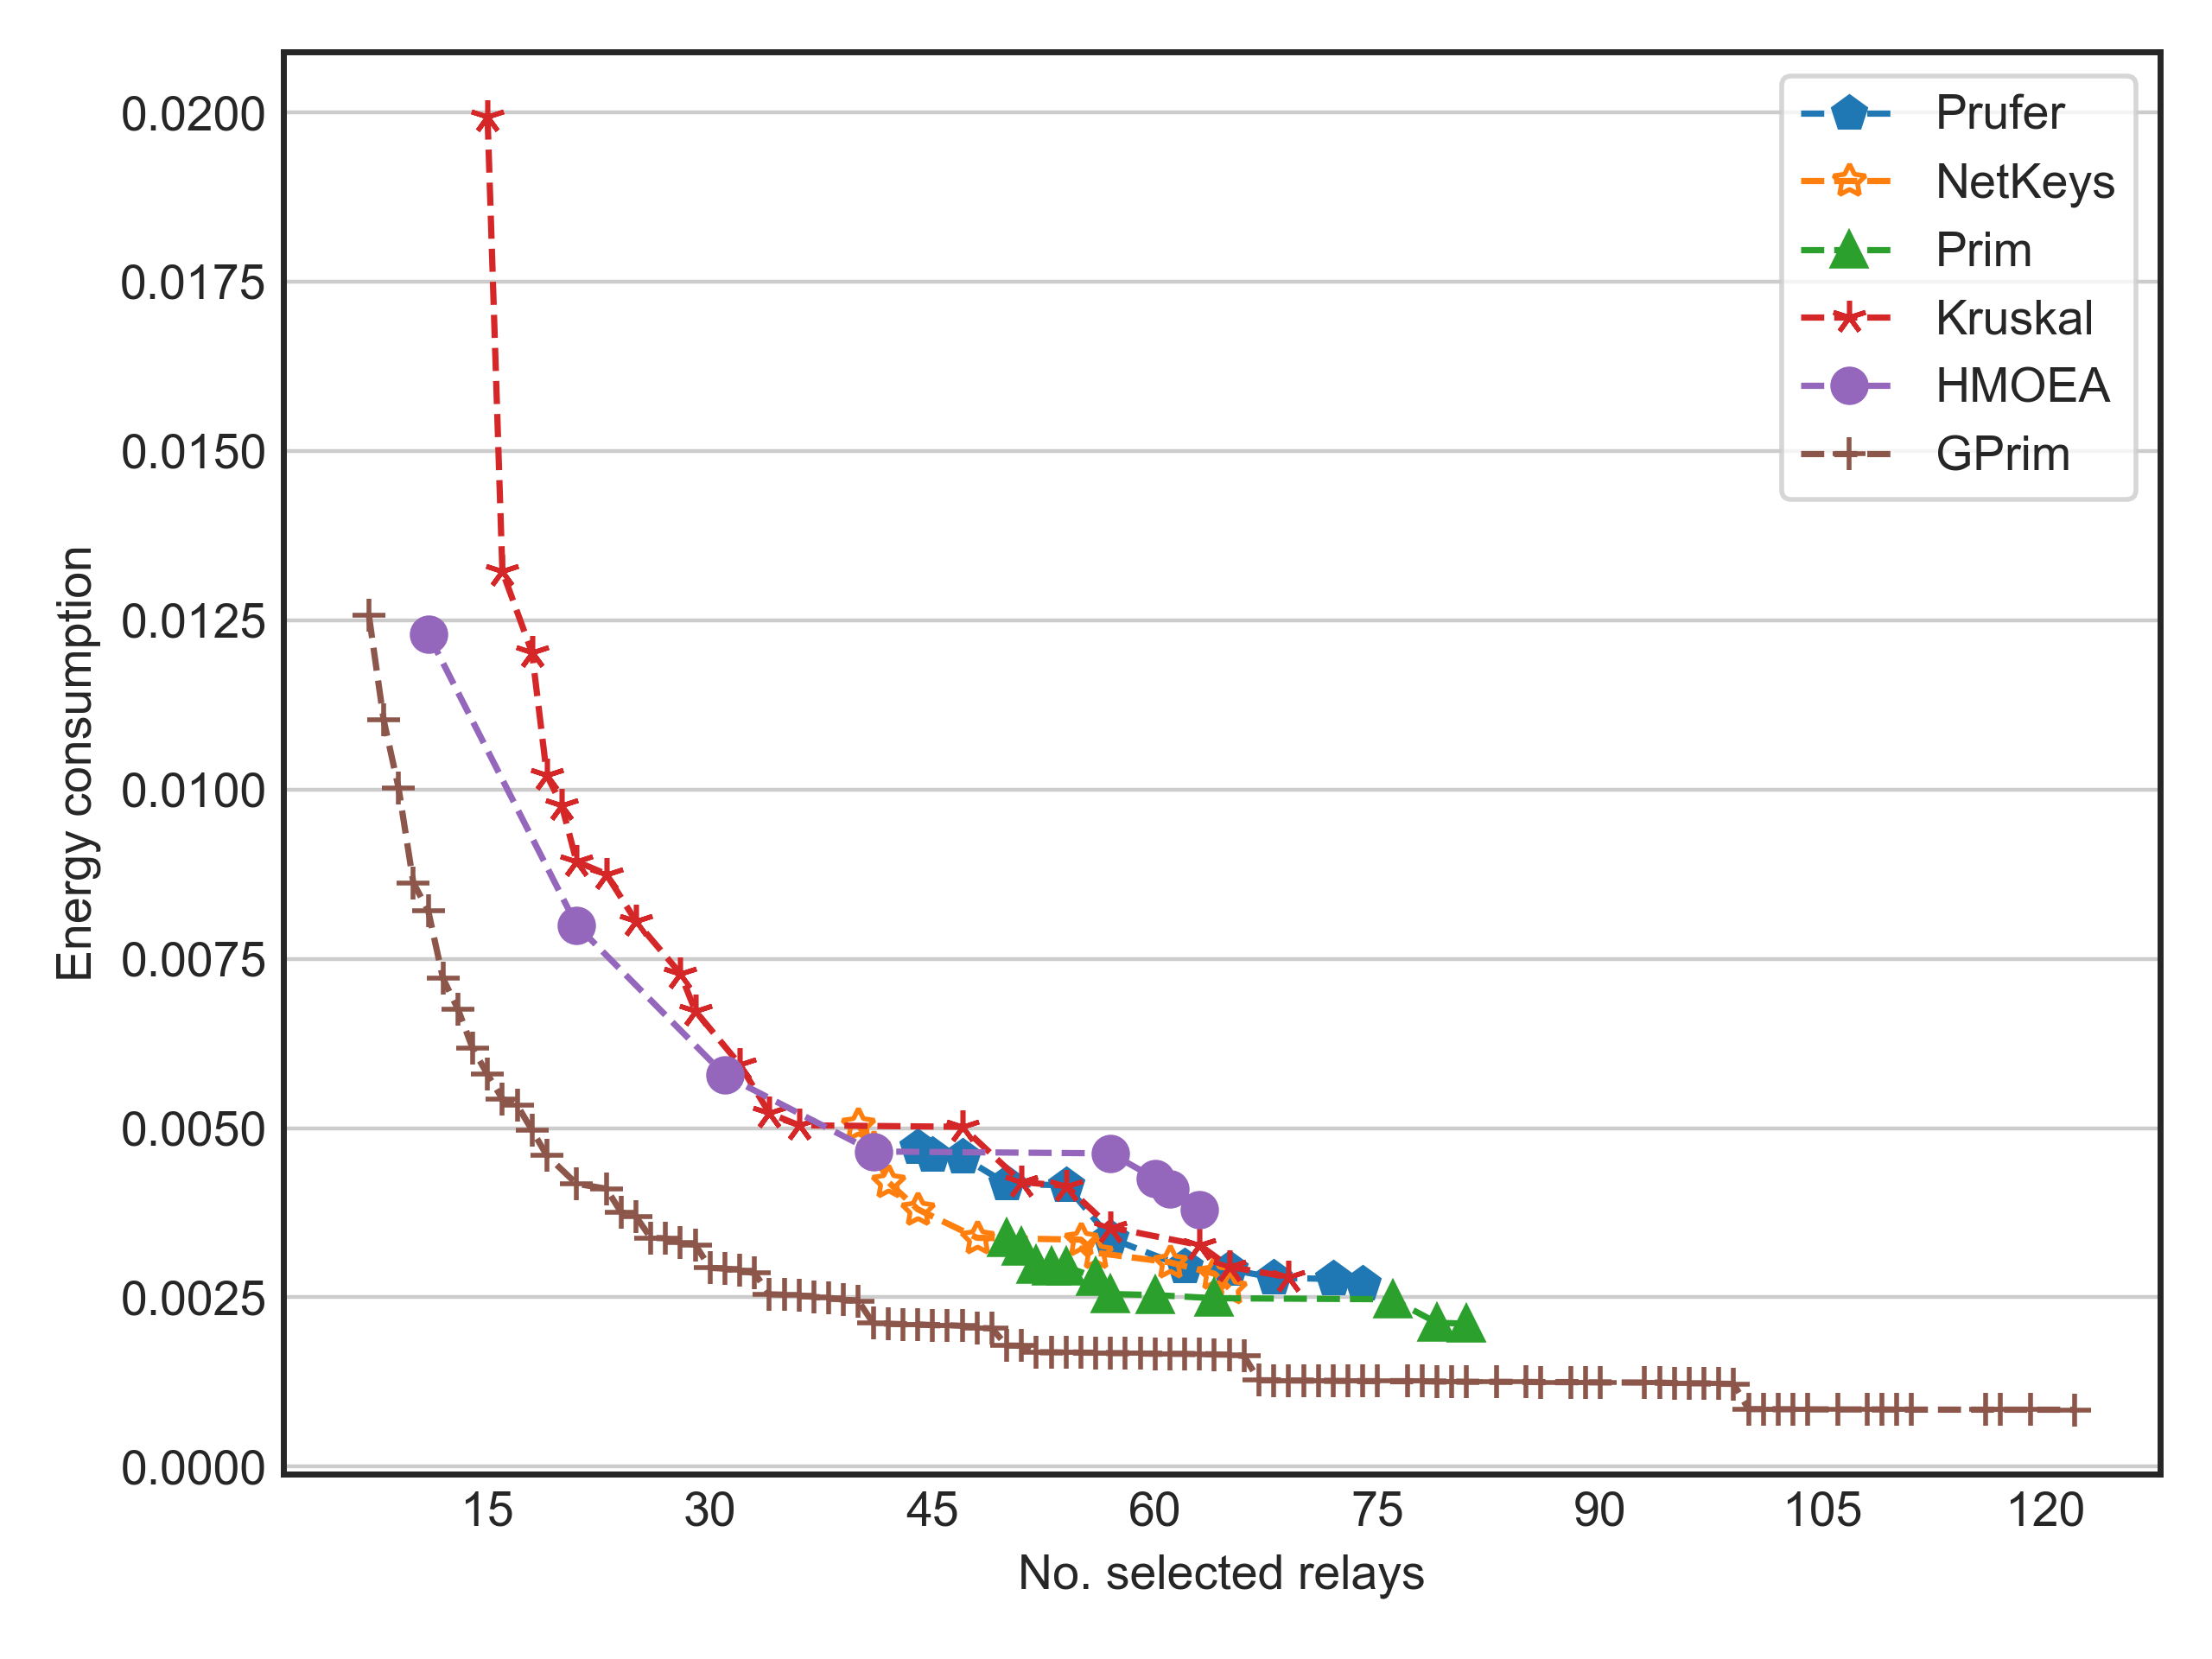 Energy consumption
0.0200
0.0175
0.0150
0.0125
0.0100
0.0075
0.0050
0.0025
0.0000
Prufer
NetKeys
Prim
Kruskal
HMOEA
GPrim
15 30 45 60 75 90 105 120
No. selected relays